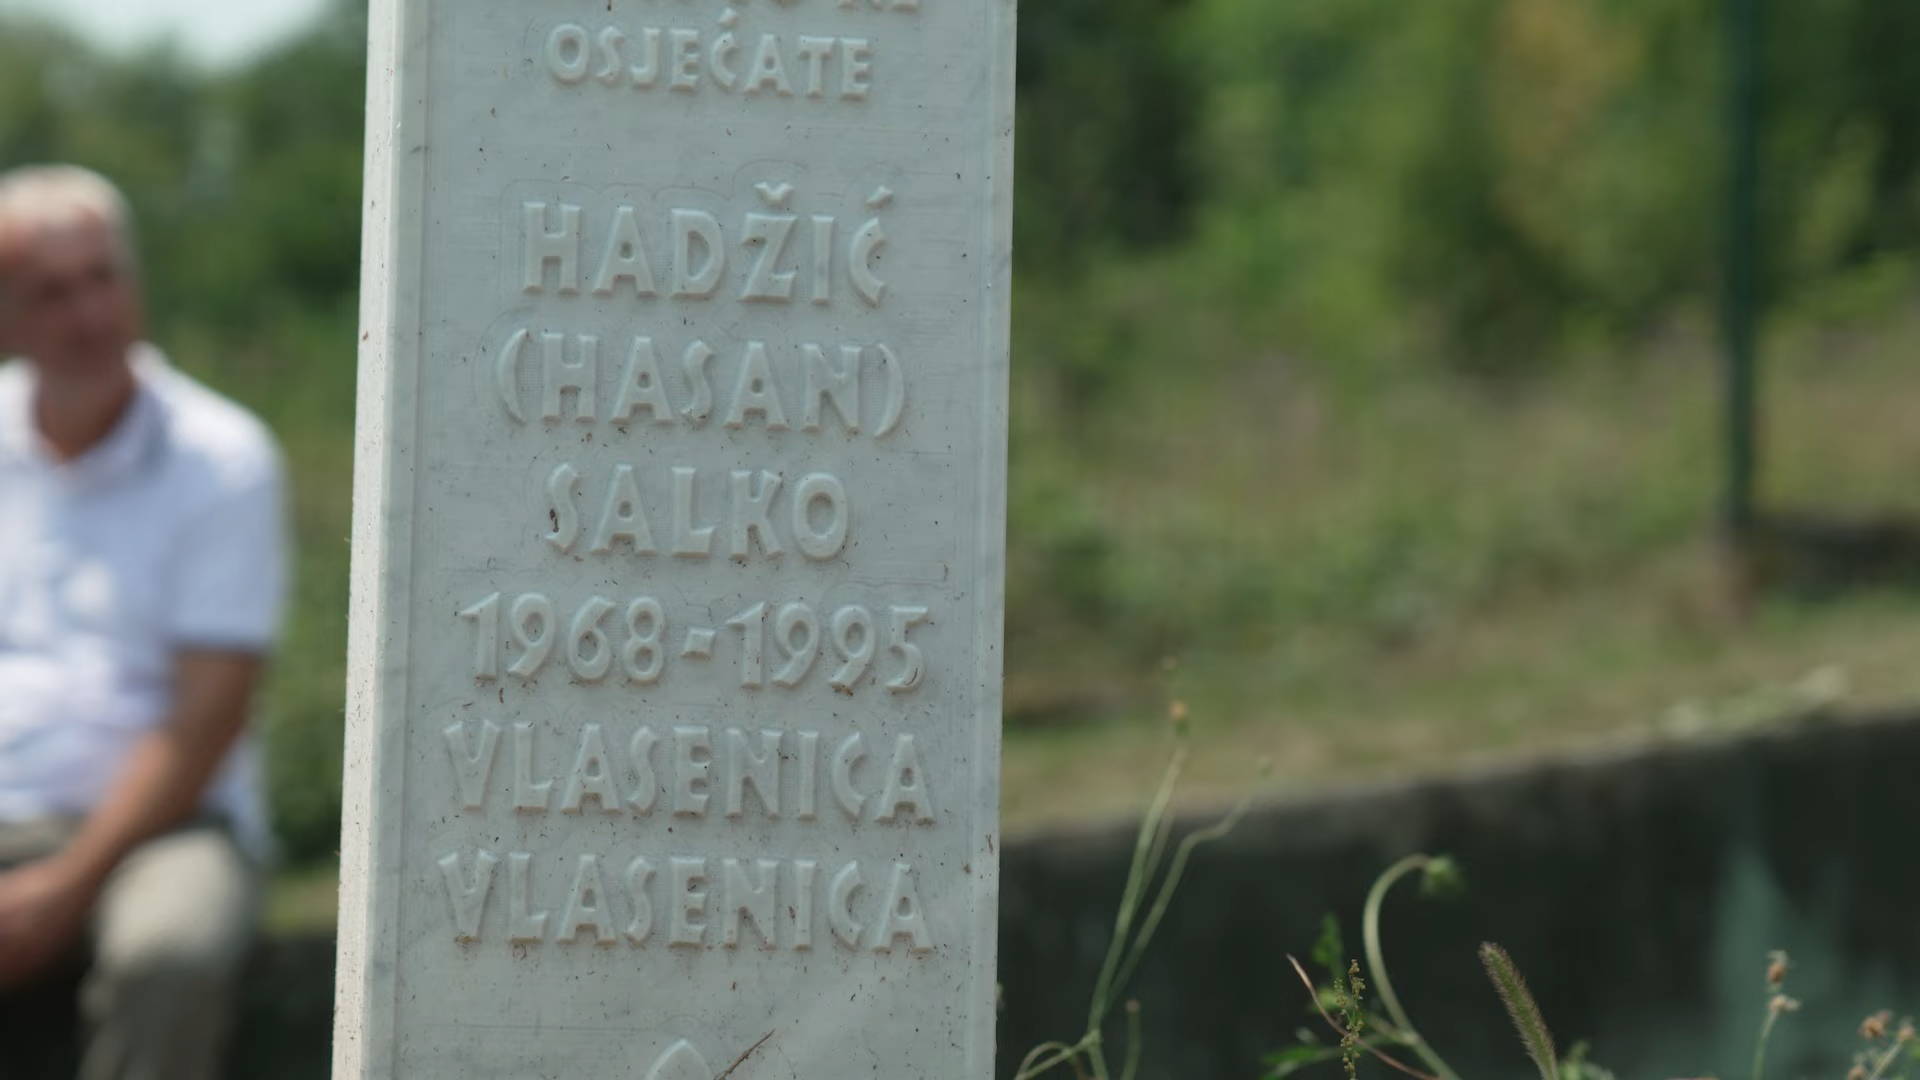 OSJEĆATE
HADŽIĆ
(HASAN)
SALKO
1968-1995
VLASENICA
VLASENICA